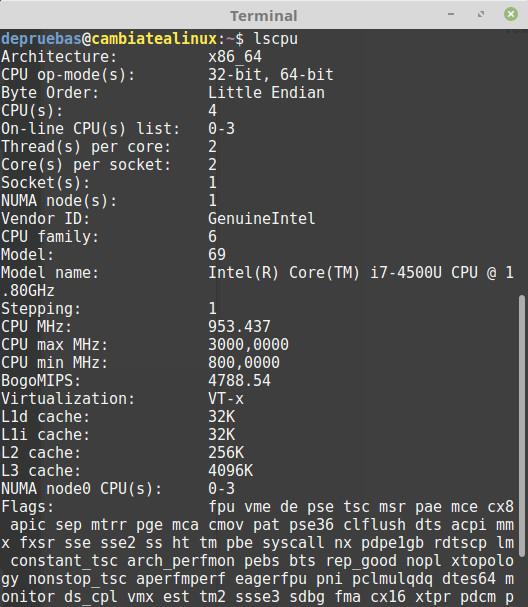 Terminal
depruebas@cambiatealinux:~$ lscpu
Architecture: x86_64
CPU op-mode(s): 32-bit, 64-bit
Byte Order: Little Endian
CPU(s): 4
On-line CPU(s) list: 0-3
Thread(s) per core: 2
Core(s) per socket: 2
Socket(s): 1
NUMA node(s): 1
Vendor ID: GenuineIntel
CPU family: 6
Model: 69
Model name: Intel(R) Core(TM) i7-4500U CPU @ 1
.80GHz
Stepping: 1
CPU MHz: 953.437
CPU max MHz: 3000,0000
CPU min MHz: 800,0000
BogoMIPS: 4788.54
Virtualization: VT-x
L1d cache: 32K
L1i cache: 32K
L2 cache: 256K
L3 cache: 4096K
NUMA node0 CPU(s): 0-3
Flags: fpu vme de pse tsc msr pae mce cx8
apic sep mtrr pge mca cmov pat pse36 clflush dts acpi mm
x fxsr sse sse2 ss ht tm pbe syscall nx pdpe1gb rdtscp lm
constant_tsc arch_perfmon pebs bts rep_good nopl xtopolo
gy nonstop_tsc aperfmperf eagerfpu pni pclmulqdq dtes64 m
onitor ds_cpl vmx est tm2 ssse3 sdbg fma cx16 xtpr pdcm p